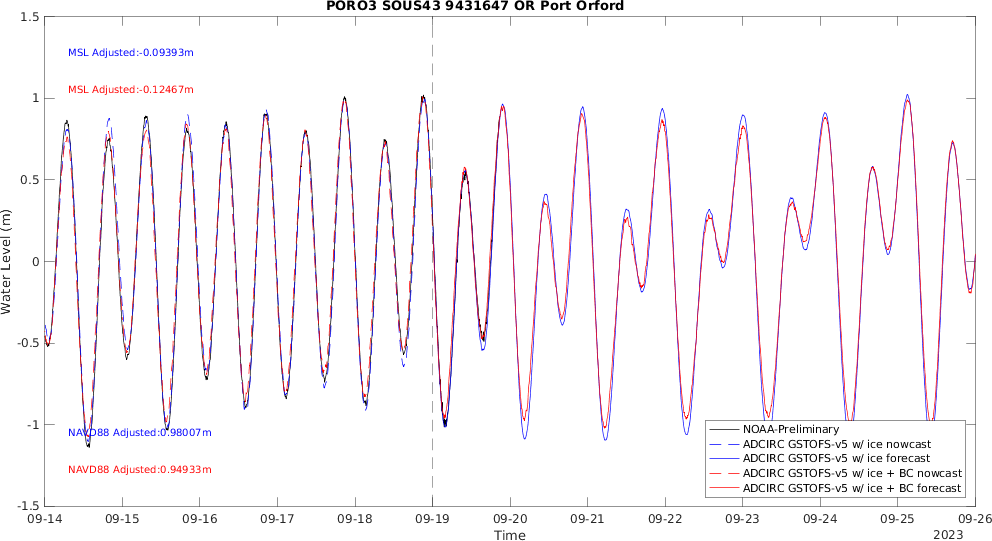 PORO3 SOUS43 9431647 OR Port Orford
1.5
1
0.5
0
-0.5
-1
-1.5
Water Level (m)
MSL Adjusted:-0.09393m
MSL Adjusted:-0.12467m
NAVD88 Adjusted:0.98007m
NAVD88 Adjusted:0.94933m
NOAA-Preliminary
ADCIRC GSTOFS-v5 w/ ice nowcast
ADCIRC GSTOFS-v5 w/ ice forecast
ADCIRC GSTOFS-v5 w/ ice + BC nowcast
ADCIRC GSTOFS-v5 w/ ice + BC forecast
09-14 09-15 09-16 09-17 09-18 09-19 09-20 09-21 09-22 09-23 09-24 09-25 09-26
Time
2023